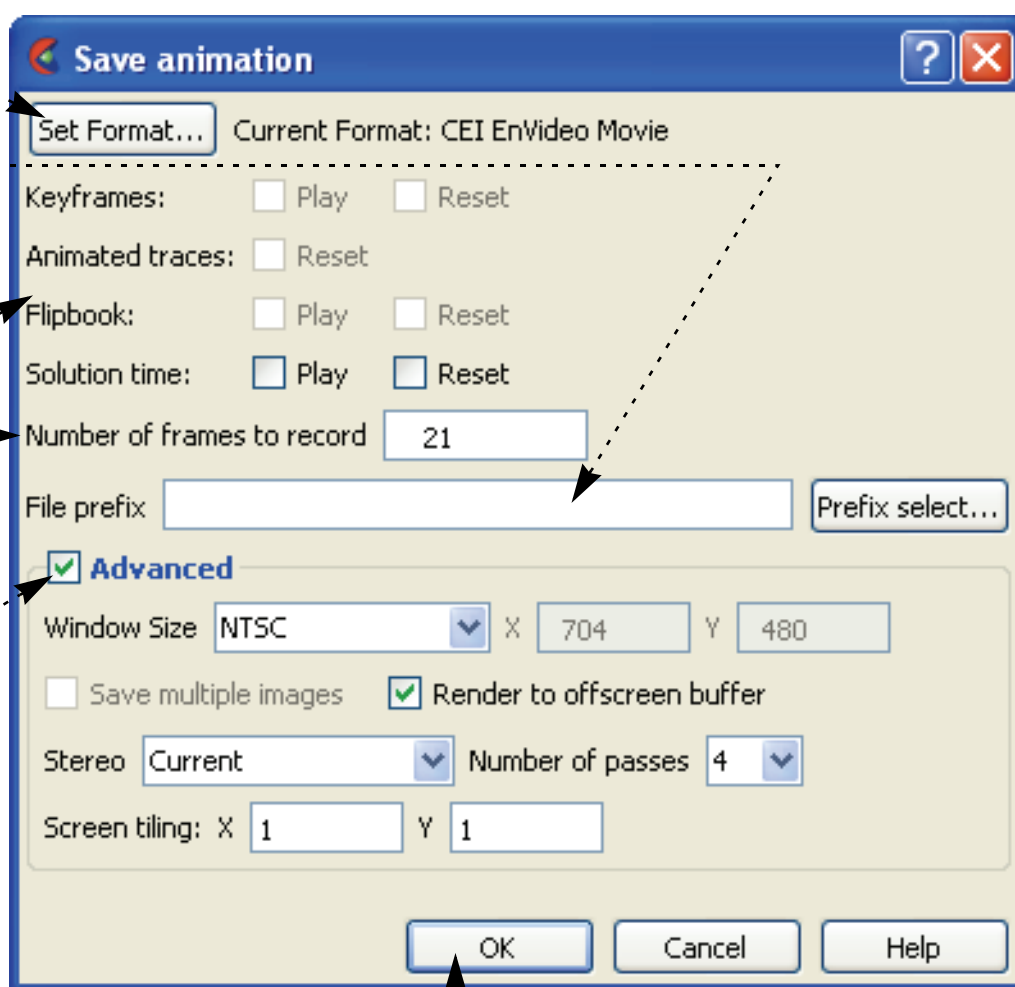 Save animation
Set Format... Current Format: CEI EnVideo Movie
Keyframes: Play Reset
Animated traces: Reset
Flipbook: Play Reset
Solution time: Play Reset
Number of frames to record 21
File prefix Prefix select...
Advanced
Window Size NTSC X 704 Y 480
Save multiple images Render to offscreen buffer
Stereo Current Number of passes 4
Screen tiling: X 1 Y 1
OK Cancel Help